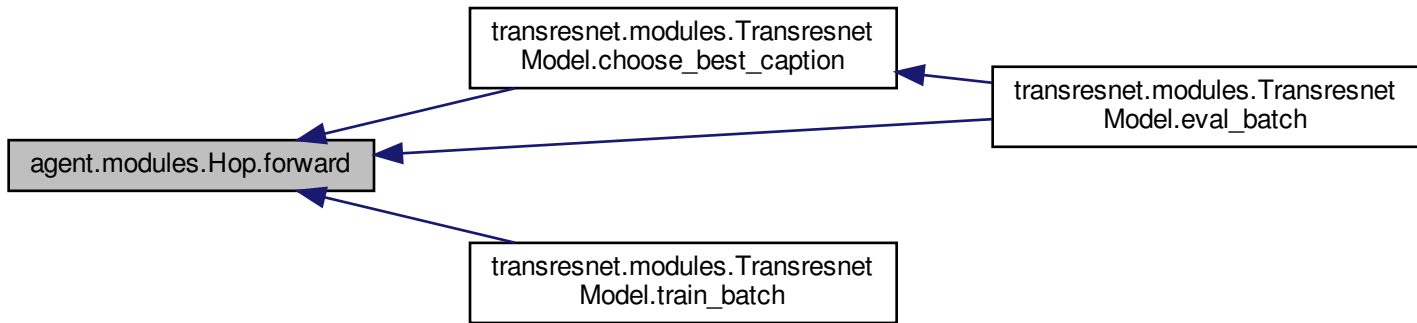 transresnet.modules.Transresnet
Model.choose_best_caption
transresnet.modules.Transresnet
Model.eval_batch
agent.modules.Hop.forward
transresnet.modules.Transresnet
Model.train_batch